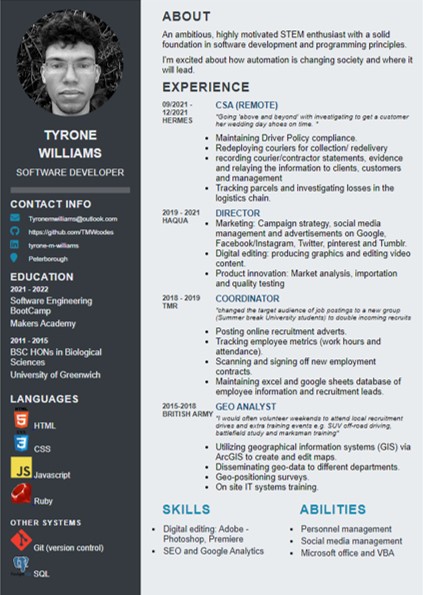 TYRONE
WILLIAMS
SOFTWARE DEVELOPER
CONTACT INFO
Tyronemwilliams@outlook.com
https://github.com/TMWtodes
tyrone-m-williams
Peterborough
EDUCATION
2021 - 2022
Software Engineering
BootCamp
Makers Academy
2011 - 2015
BSC HONs in Biological
Sciences
University of Greenwich
LANGUAGES
HTML
CSS
JS
Javascript
Ruby
OTHER SYSTEMS
Git (version control)
SQL
ABOUT
An ambitious, highly motivated STEM enthusiast with a solid
foundation in software development and programming principles.
I'm excited about how automation is changing society and where it
will lead.
EXPERIENCE
09/2021 -
12/2021
HERMES
CSA (REMOTE)
"Going 'above and beyond' with investigating to get a customer
her wedding day shoes on time. "
Maintaining Driver Policy compliance.
Redeploying couriers for collection/ redelivery
recording courier/contractor statements, evidence
and relaying the information to clients, customers
and management
Tracking parcels and investigating losses in the
logistics chain.
2019 - 2021
HAQUA
DIRECTOR
Marketing: Campaign strategy, social media
management and advertisements on Google,
Facebook/Instagram, Twitter, pinterest and Tumblr.
Digital editing: producing graphics and editing video
content.
Product innovation: Market analysis, importation
and quality testing
2018 - 2019
TMR
COORDINATOR
"changed the target audience of job postings to a new group
(Summer break University students) to double incoming recruits
Posting online recruitment adverts.
Tracking employee metrics (work hours and
attendance).
Scanning and signing off new employment
contracts.
Maintaining excel and google sheets database of
employee information and recruitment leads.
2015-2018
BRITISH ARMY
GEO ANALYST
"I would often volunteer weekends to attend local recruitment
drives and extra training events e.g. SUV off-road driving,
battlefield study and marksman training"
Utilizing geographical information systems (GIS) via
ArcGIS to create and edit maps.
Disseminating geo-data to different departments.
Geo-positioning surveys.
On site IT systems training.
SKILLS
Digital editing: Adobe -
Photoshop, Premiere
SEO and Google Analytics
ABILITIES
Personnel management
Social media management
Microsoft office and VBA